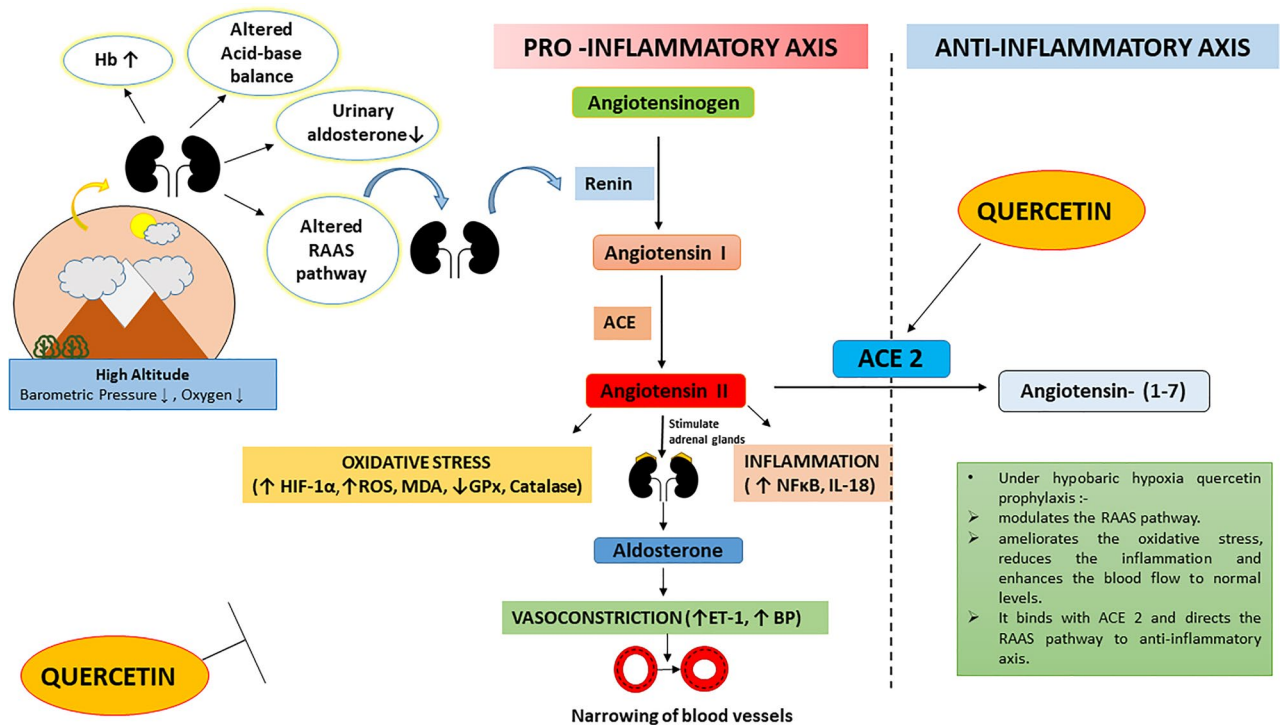 Hb ↑
Altered
Acid-base
balance
Urinary
aldosterone↓
Altered
RAAS
pathway
High Altitude
Barometric Pressure↓ , Oxygen↓
PRO -INFLAMMATORY AXIS
Angiotensinogen
Renin
Angiotensin I
ACE
Angiotensin II
Stimulate
adrenal glands
OXIDATIVE STRESS
(↑ HIF-1α,↑ROS, MDA, ↓GPx, Catalase)
INFLAMMATION
( ↑ NFκB, IL-18)
Aldosterone
VASOCONSTRICTION (↑ET-1, ↑ BP)
Narrowing of blood vessels
QUERCETIN
ANTI-INFLAMMATORY AXIS
QUERCETIN
ACE 2
Angiotensin- (1-7)
• Under hypobaric hypoxia quercetin
prophylaxis :-
➢ modulates the RAAS pathway.
➢ ameliorates the oxidative stress,
reduces the inflammation and
enhances the blood flow to normal
levels.
➢ It binds with ACE 2 and directs the
RAAS pathway to anti-inflammatory
axis.